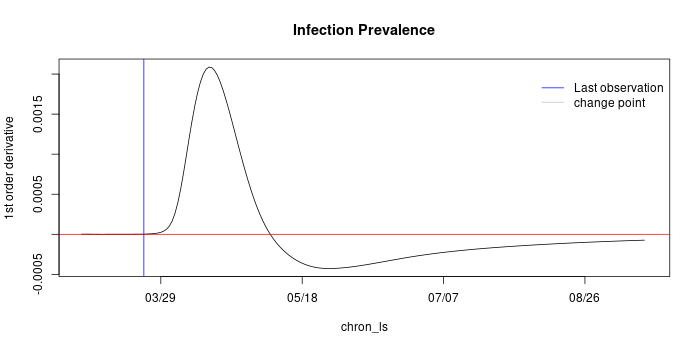 Infection Prevalence
1st order derivative
0.0015
0.0005
-0.0005
Last observation
change point
03/29
05/18
07/07
08/26
chron_ls